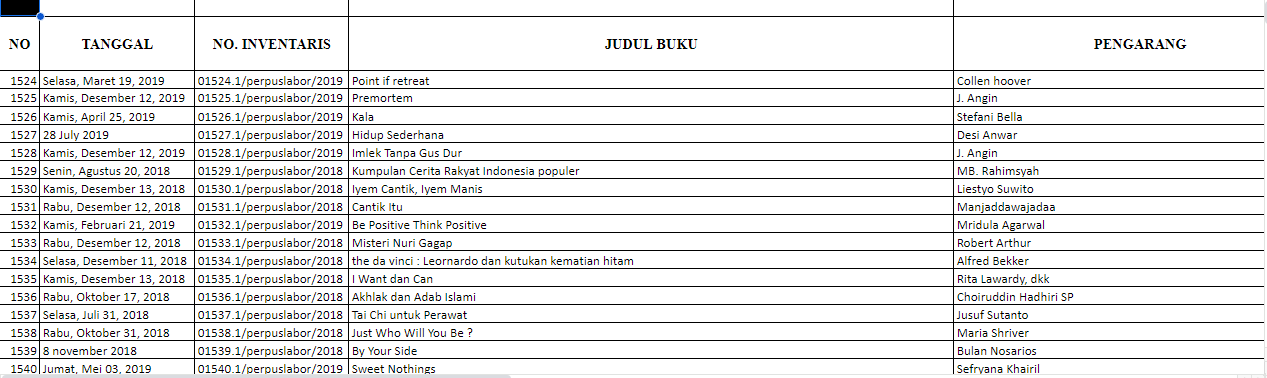 NO TANGGAL NO. INVENTARIS JUDUL BUKU PENGARANG
1524 Selasa, Maret 19, 2019 01524.1/perpuslabor/2019 Point if retreat Collen hoover
1525 Kamis, Desember 12, 2019 01525.1/perpuslabor/2019 Premortem J. Angin
1526 Kamis, April 25, 2019 01526.1/perpuslabor/2019 Kala Stefani Bella
1527 28 July 2019 01527.1/perpuslabor/2019 Hidup Sederhana Desi Anwar
1528 Kamis, Desember 12, 2019 01528.1/perpuslabor/2019 Imlek Tanpa Gus Dur J. Angin
1529 Senin, Agustus 20, 2018 01529.1/perpuslabor/2018 Kumpulan Cerita Rakyat Indonesia populer MB. Rahimsyah
1530 Kamis, Desember 13, 2018 01530.1/perpuslabor/2018 Iyem Cantik, Iyem Manis Liestyo Suwito
1531 Rabu, Desember 12, 2018 01531.1/perpuslabor/2018 Cantik Itu Manjaddawajadaa
1532 Kamis, Februari 21, 2019 01532.1/perpuslabor/2019 Be Positive Think Positive Mridula Agarwal
1533 Rabu, Desember 12, 2018 01533.1/perpuslabor/2018 Misteri Nuri Gagap Robert Arthur
1534 Selasa, Desember 11, 2018 01534.1/perpuslabor/2018 the da vinci : Leornardo dan kutukan kematian hitam Alfred Bekker
1535 Kamis, Desember 13, 2018 01535.1/perpuslabor/2018 I Want dan Can Rita Lawardy, dkk
1536 Rabu, Oktober 17, 2018 01536.1/perpuslabor/2018 Akhlak dan Adab Islami Choiruddin Hadhiri SP
1537 Selasa, Juli 31, 2018 01537.1/perpuslabor/2018 Tai Chi untuk Perawat Jusuf Sutanto
1538 Rabu, Oktober 31, 2018 01538.1/perpuslabor/2018 Just Who Will You Be ? Maria Shriver
1539 8 november 2018 01539.1/perpuslabor/2018 By Your Side Bulan Nosarios
1540 Jumat, Mei 03, 2019 01540.1/perpuslabor/2019 Sweet Nothings Sefryana Khairil